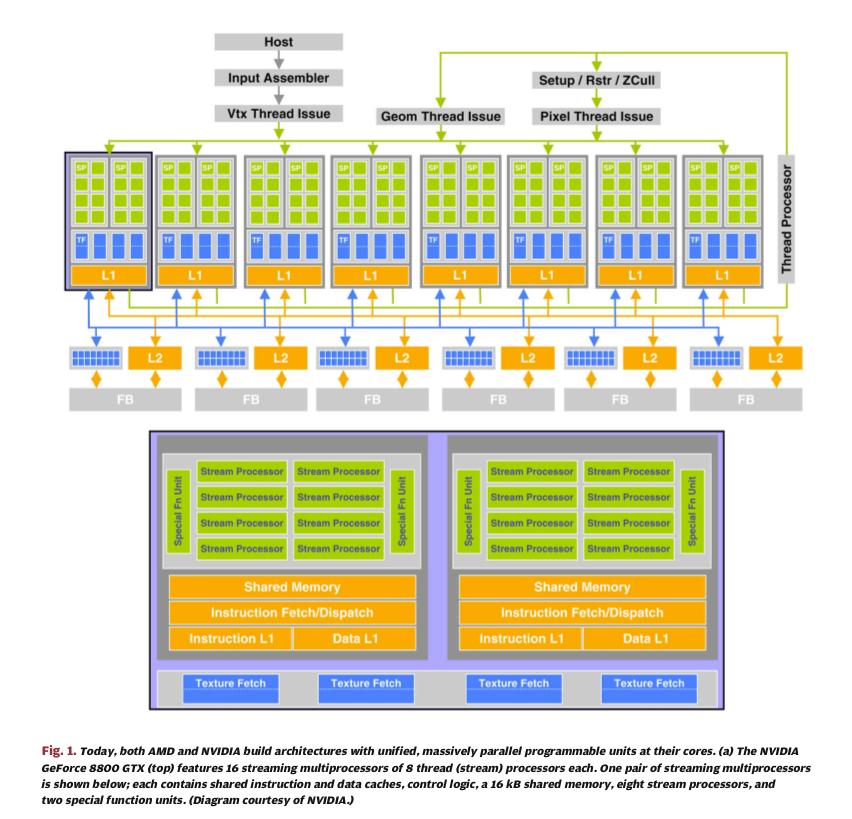 Host
Input Assembler
Setup / Rstr / ZCull
Vtx Thread Issue
Geom Thread Issue
Pixel Thread Issue
SP SP SP SP SP SP SP SP SP SP SP SP SP SP SP SP
Thread Processor
TF TF TF TF TF TF TF TF
L1 L1 L1 L1 L1 L1 L1 L1
L2 L2 L2 L2 L2 L2
FB FB FB FB FB FB
Special Fn Unit
Stream Processor Stream Processor
Stream Processor Stream Processor
Stream Processor Stream Processor
Stream Processor Stream Processor
Special Fn Unit
Shared Memory
Instruction Fetch/Dispatch
Instruction L1 Data L1
Special Fn Unit
Stream Processor Stream Processor
Stream Processor Stream Processor
Stream Processor Stream Processor
Stream Processor Stream Processor
Special Fn Unit
Shared Memory
Instruction Fetch/Dispatch
Instruction L1 Data L1
Texture Fetch Texture Fetch Texture Fetch Texture Fetch
Fig. 1. Today, both AMD and NVIDIA build architectures with unified, massively parallel programmable units at their cores. (a) The NVIDIA
GeForce 8800 GTX (top) features 16 streaming multiprocessors of 8 thread (stream) processors each. One pair of streaming multiprocessors
is shown below; each contains shared instruction and data caches, control logic, a 16 kB shared memory, eight stream processors, and
two special function units. (Diagram courtesy of NVIDIA.)